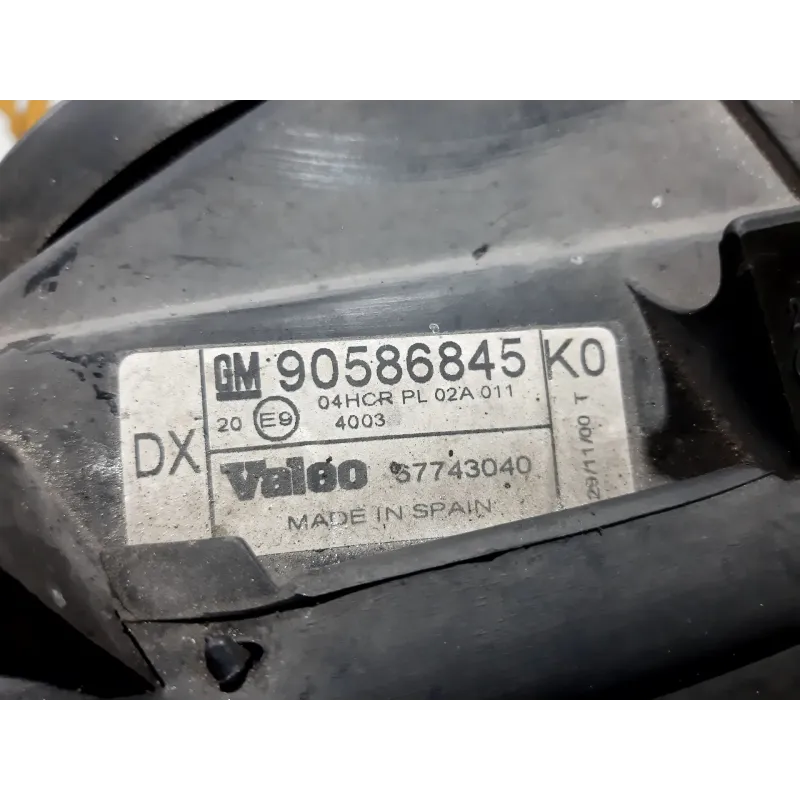 GM 90586845 K0
04HCR PL 02A 011
20 E9 4003
DX
Valeo 67743040
MADE IN SPAIN
29/11/00 T